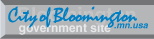 City of Bloomington
.mn.usa
government site